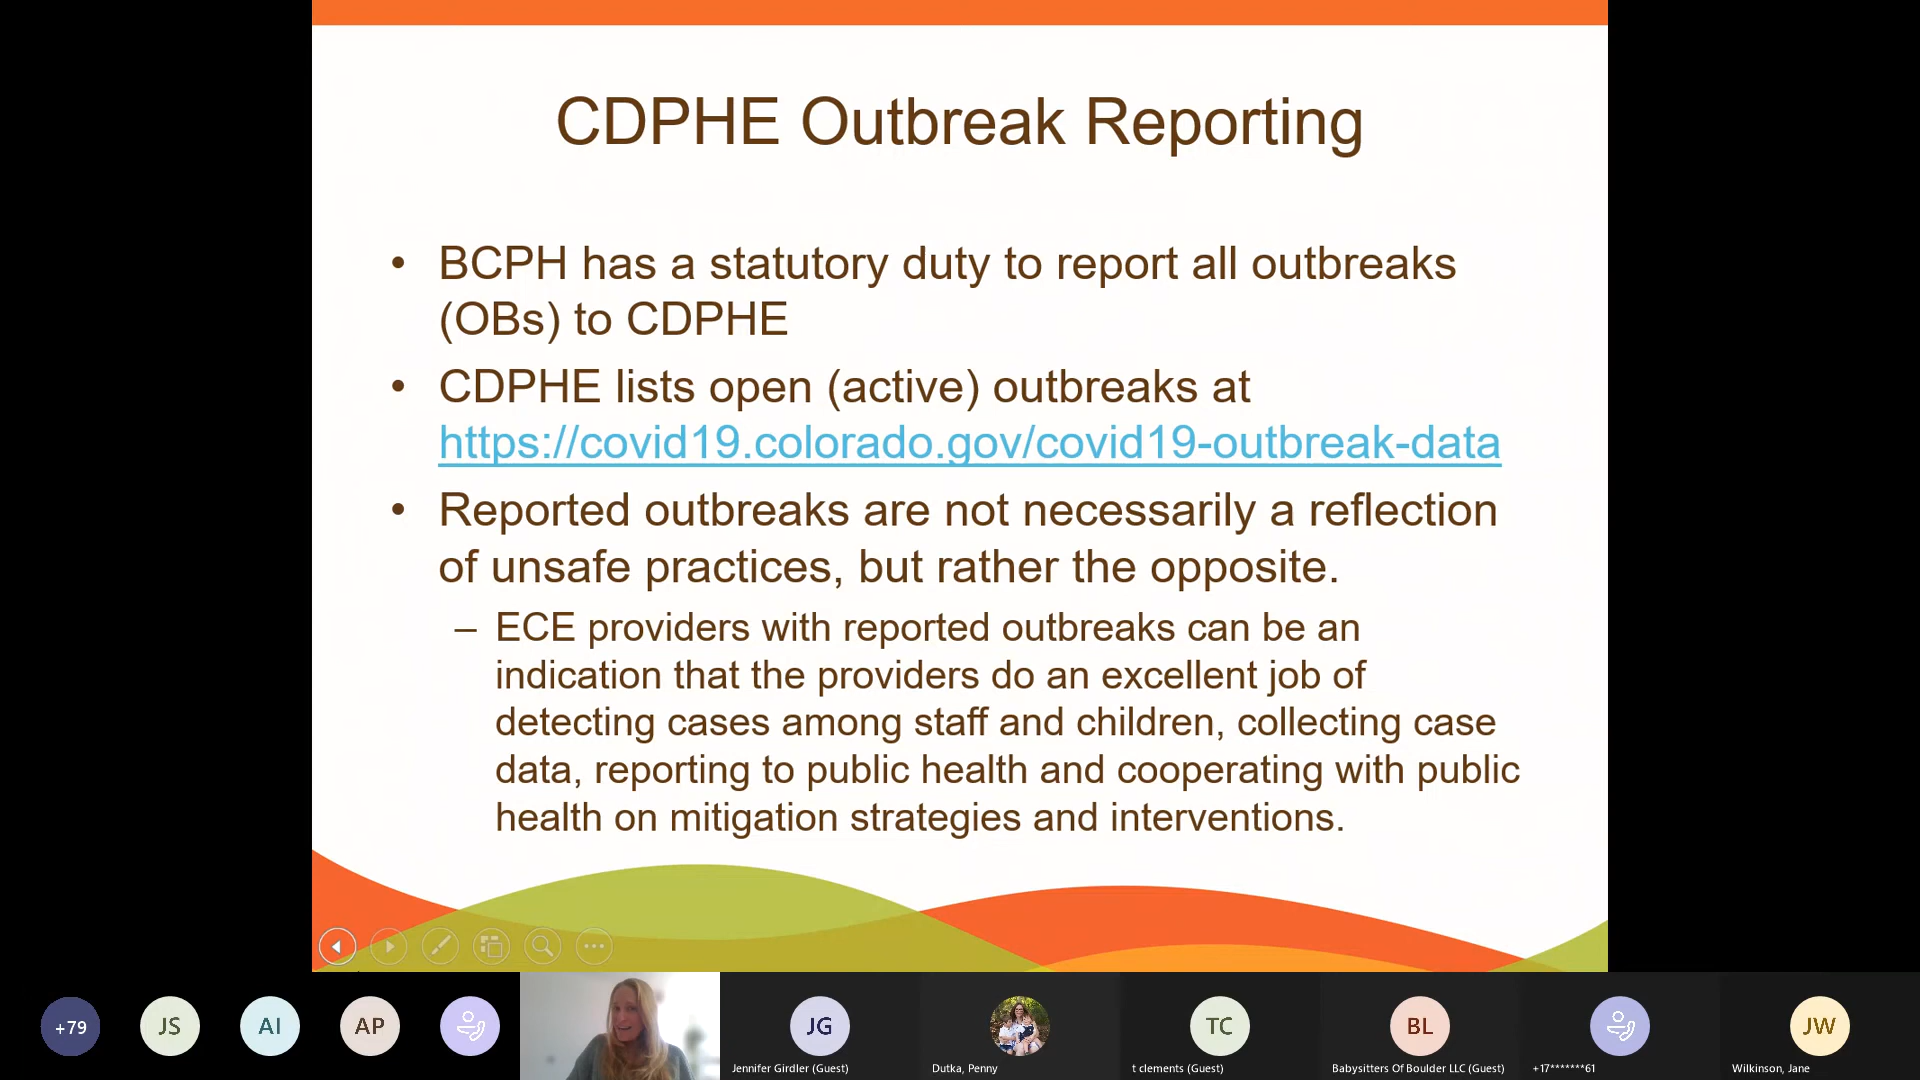 CDPHE Outbreak Reporting
• BCPH has a statutory duty to report all outbreaks
(OBs) to CDPHE
• CDPHE lists open (active) outbreaks at
https://covid19.colorado.gov/covid19-outbreak-data
• Reported outbreaks are not necessarily a reflection
of unsafe practices, but rather the opposite.
– ECE providers with reported outbreaks can be an
indication that the providers do an excellent job of
detecting cases among staff and children, collecting case
data, reporting to public health and cooperating with public
health on mitigation strategies and interventions.
+79
JS
AI
AP
JG
TC
BL
JW
Jennifer Girdler (Guest)
Dutka, Penny
t clements (Guest)
Babysitters Of Boulder LLC (Guest)
+17*******61
Wilkinson, Jane